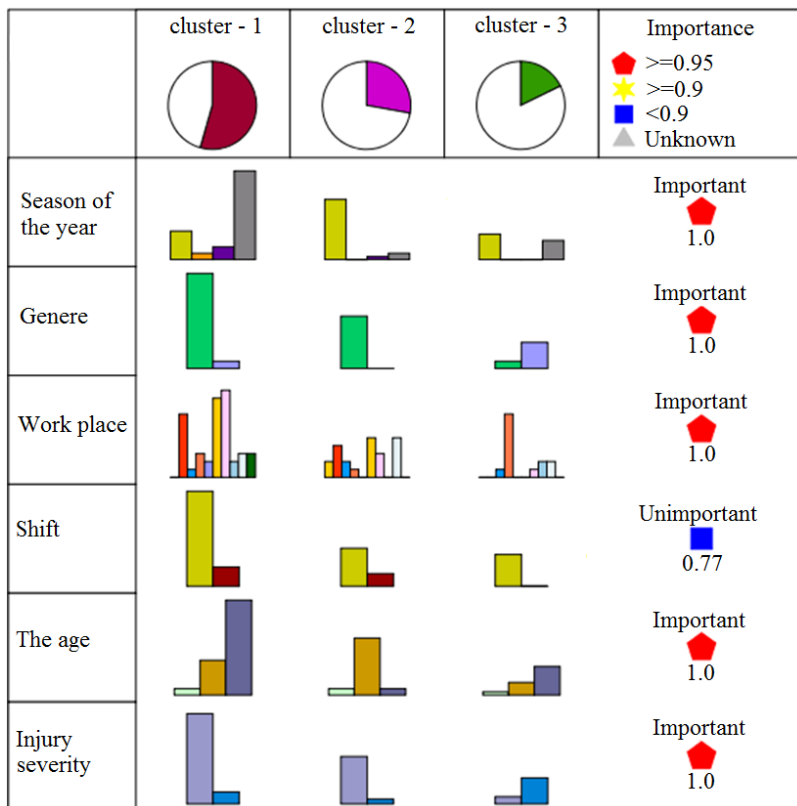 cluster - 1
cluster - 2
cluster - 3
Importance
>=0.95
>=0.9
<0.9
Unknown
Season of
the year
Important
1.0
Genere
Important
1.0
Work place
Important
1.0
Shift
Unimportant
0.77
The age
Important
1.0
Injury
severity
Important
1.0